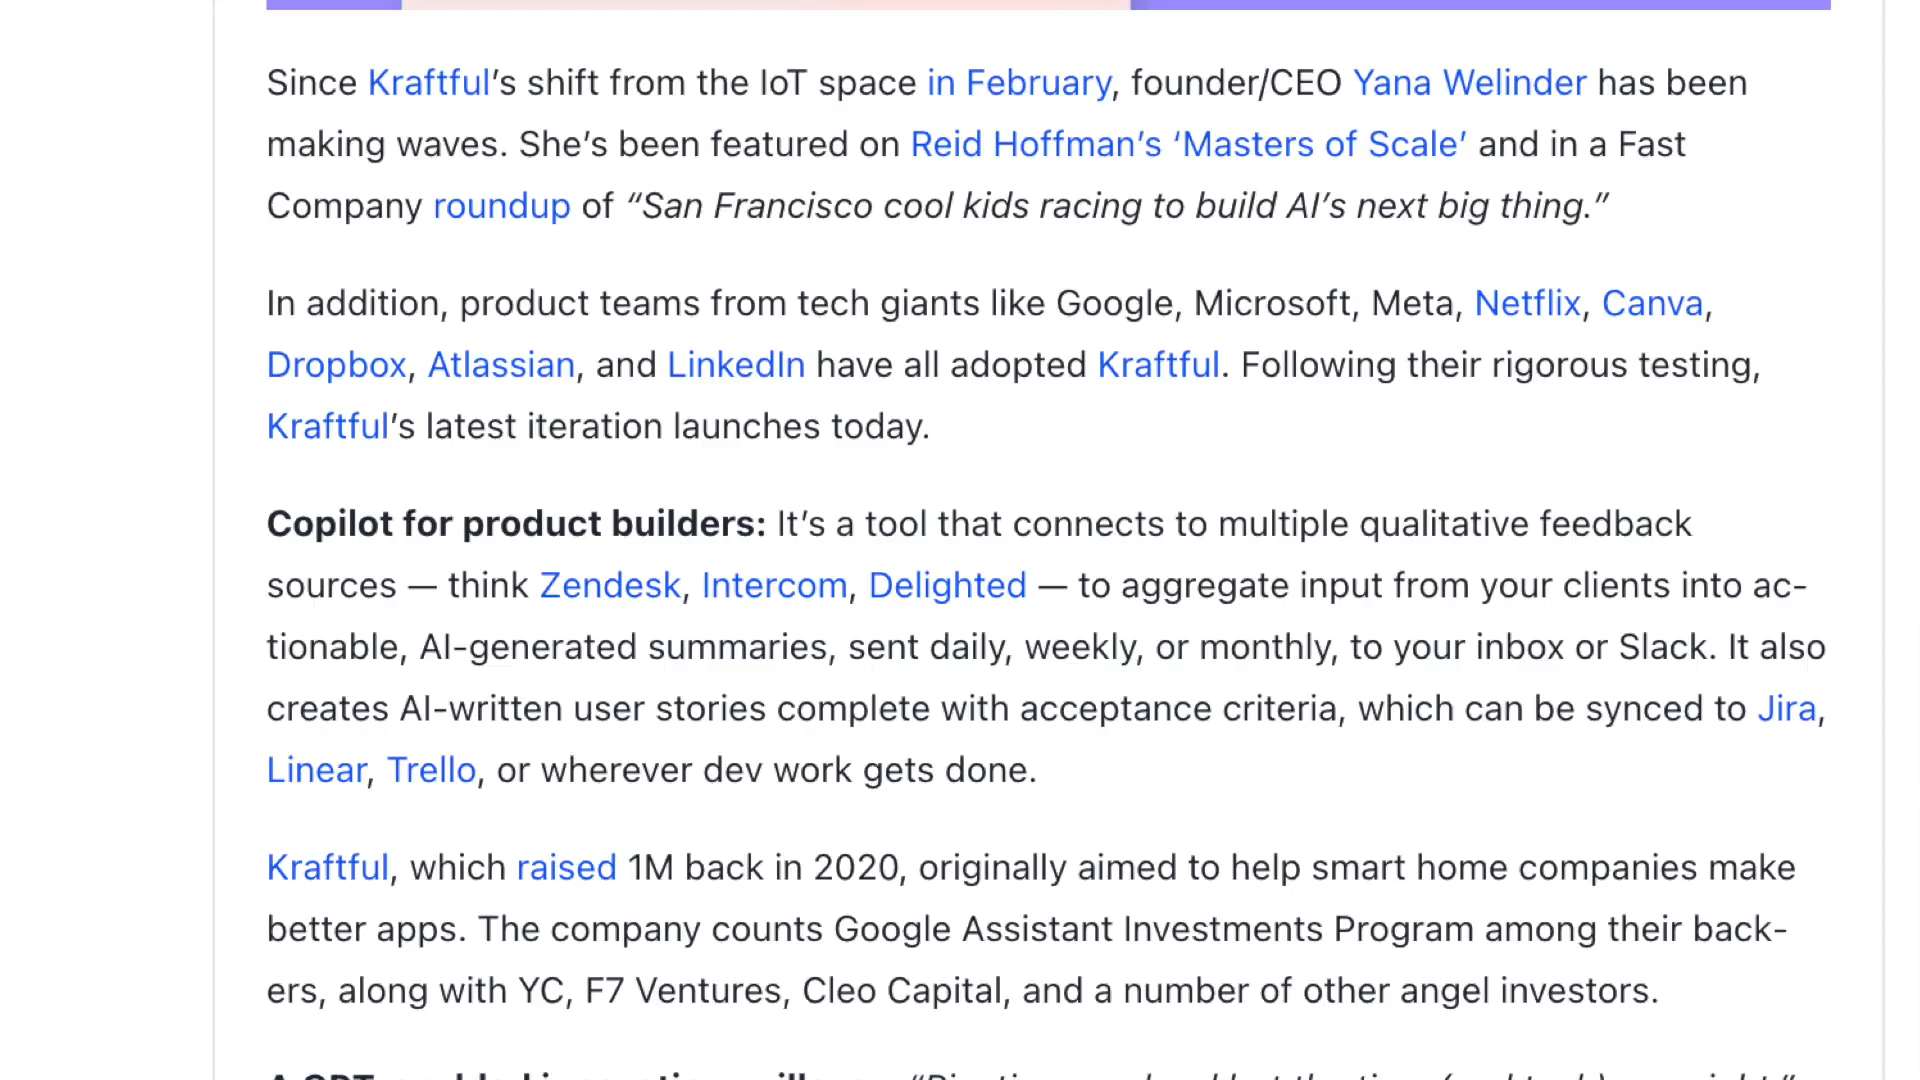 Since Kraftful’s shift from the IoT space in February, founder/CEO Yana Welinder has been
making waves. She’s been featured on Reid Hoffman’s ‘Masters of Scale’ and in a Fast
Company roundup of “San Francisco cool kids racing to build AI’s next big thing.”
In addition, product teams from tech giants like Google, Microsoft, Meta, Netflix, Canva,
Dropbox, Atlassian, and LinkedIn have all adopted Kraftful. Following their rigorous testing,
Kraftful’s latest iteration launches today.
Copilot for product builders: It’s a tool that connects to multiple qualitative feedback
sources — think Zendesk, Intercom, Delighted — to aggregate input from your clients into ac-
tionable, AI-generated summaries, sent daily, weekly, or monthly, to your inbox or Slack. It also
creates AI-written user stories complete with acceptance criteria, which can be synced to Jira,
Linear, Trello, or wherever dev work gets done.
Kraftful, which raised 1M back in 2020, originally aimed to help smart home companies make
better apps. The company counts Google Assistant Investments Program among their back-
ers, along with YC, F7 Ventures, Cleo Capital, and a number of other angel investors.